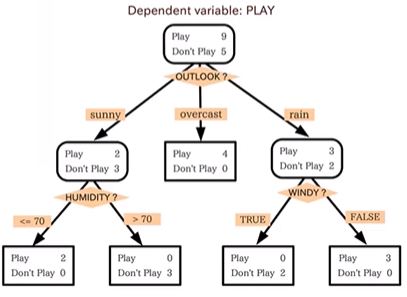 Dependent variable: PLAY
Play 9
Don't Play 5
OUTLOOK ?
sunny
overcast
rain
Play 2
Don't Play 3
Play 4
Don't Play 0
Play 3
Don't Play 2
HUMIDITY ?
WINDY ?
<= 70
> 70
TRUE
FALSE
Play 2
Don't Play 0
Play 0
Don't Play 3
Play 0
Don't Play 2
Play 3
Don't Play 0